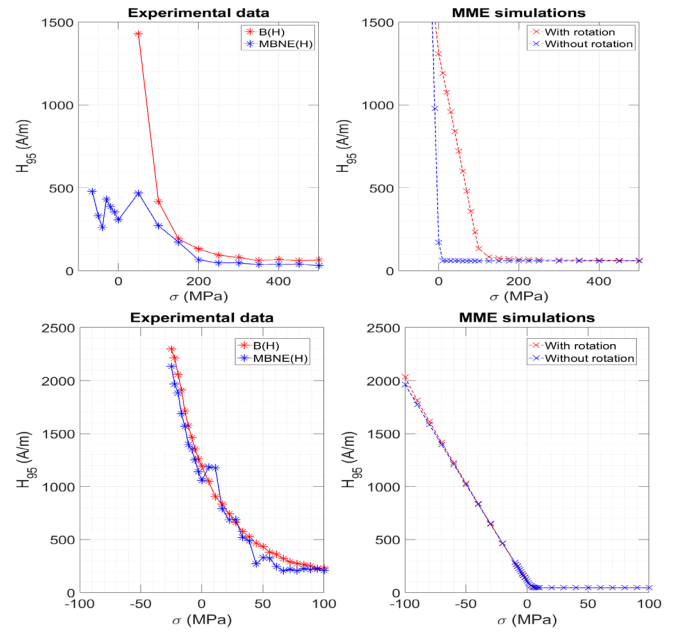 Experimental data
B(H)
MBNE(H)
1500
1000
500
0
H95 (A/m)
0 200 400
σ (MPa)
MME simulations
With rotation
Without rotation
1500
1000
500
0
H95 (A/m)
0 200 400
σ (MPa)
Experimental data
B(H)
MBNE(H)
2500
2000
1500
1000
500
0
H95 (A/m)
-100 -50 0 50 100
σ (MPa)
MME simulations
With rotation
Without rotation
2500
2000
1500
1000
500
0
H95 (A/m)
-100 -50 0 50 100
σ (MPa)